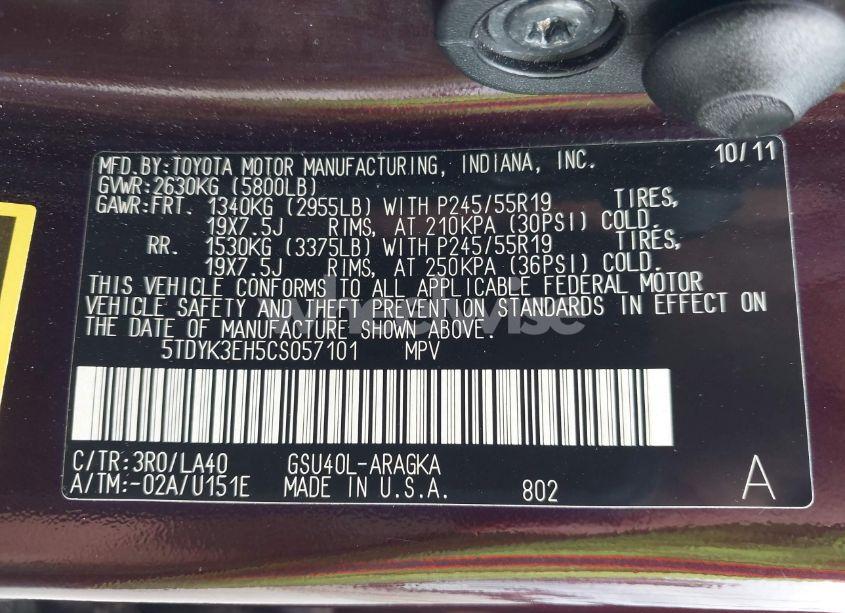 MFD.BY:TOYOTA MOTOR MANUFACTURING, INDIANA, INC. 10/11
GVWR:2630KG (5800LB)
GAWR:FRT. 1340KG (2955LB) WITH P245/55R19 TIRES,
19X7.5J RIMS, AT 210KPA (30PSI) COLD.
RR. 1530KG (3375LB) WITH P245/55R19 TIRES,
19X7.5J RIMS, AT 250KPA (36PSI) COLD.
THIS VEHICLE CONFORMS TO ALL APPLICABLE FEDERAL MOTOR
VEHICLE SAFETY AND THEFT PREVENTION STANDARDS IN EFFECT ON
THE DATE OF MANUFACTURE SHOWN ABOVE.
5TDYK3EH5CS057101 MPV
C/TR:3R0/LA40 GSU40L-ARAGKA
A/TM:-02A/U151E MADE IN U.S.A. 802 A